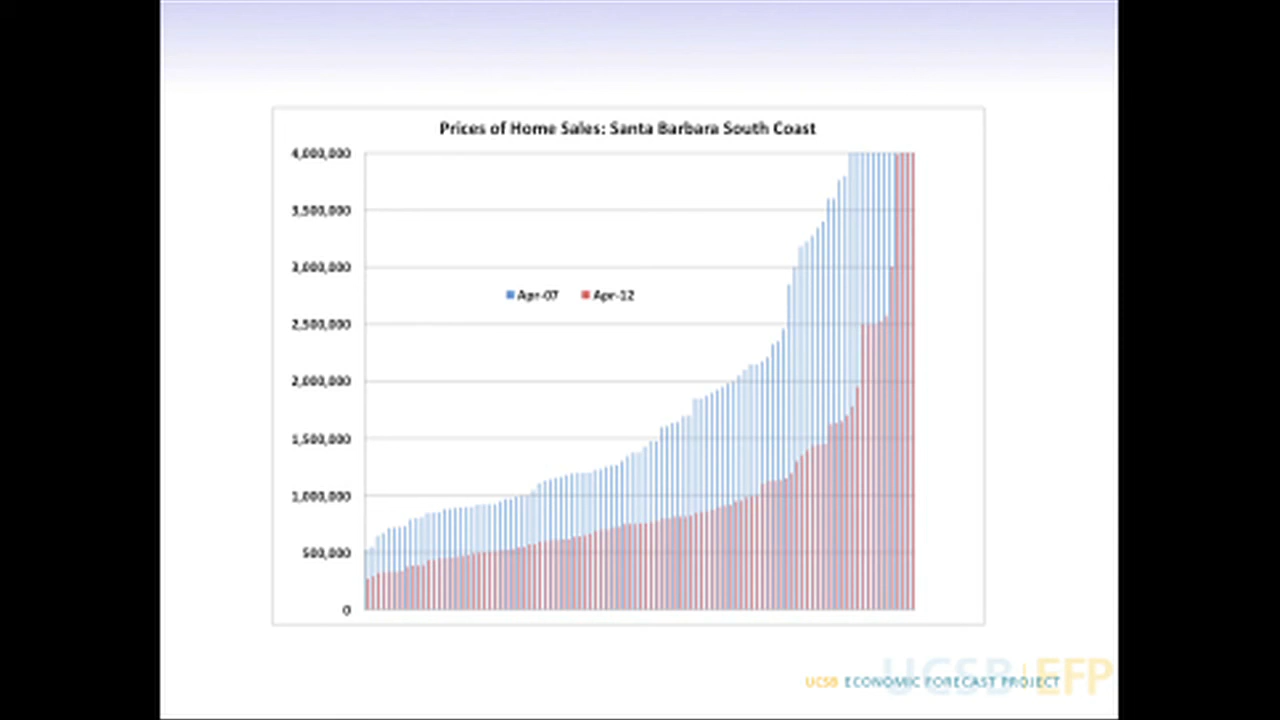 Prices of Home Sales: Santa Barbara South Coast
4,000,000
3,500,000
3,000,000
Apr-07 Apr-12
2,500,000
2,000,000
1,500,000
1,000,000
500,000
0
UCSB|EFP
UCSB ECONOMIC FORECAST PROJECT